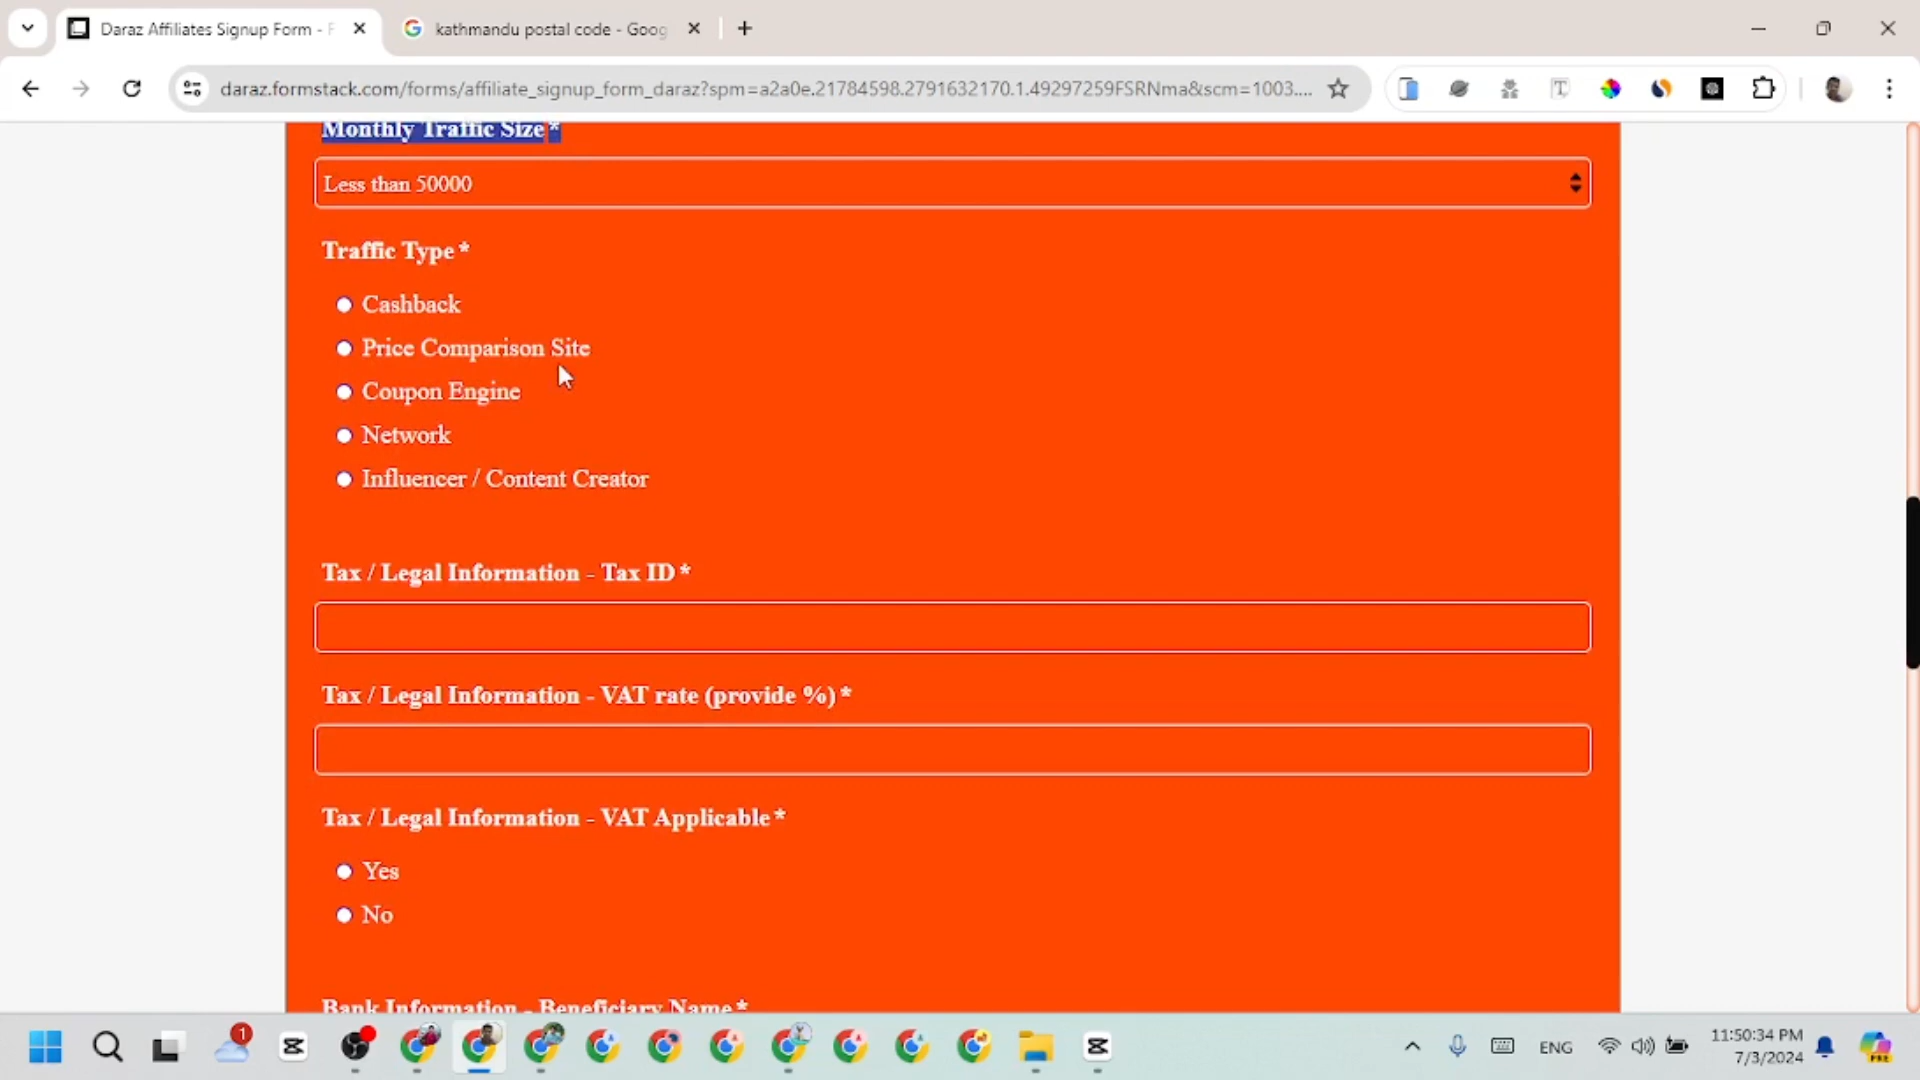 Daraz Affiliates Signup Form - F
kathmandu postal code - Goog
daraz.formstack.com/forms/affiliate_signup_form_daraz?spm=a2a0e.21784598.2791632170.1.49297259FSRNma&scm=1003....
Monthly Traffic Size *
Less than 50000
Traffic Type *
Cashback
Price Comparison Site
Coupon Engine
Network
Influencer / Content Creator
Tax / Legal Information - Tax ID *
Tax / Legal Information - VAT rate (provide %) *
Tax / Legal Information - VAT Applicable *
Yes
No
Bank Information - Beneficiary Name *
1
ENG
11:50:34 PM
7/3/2024
PRE